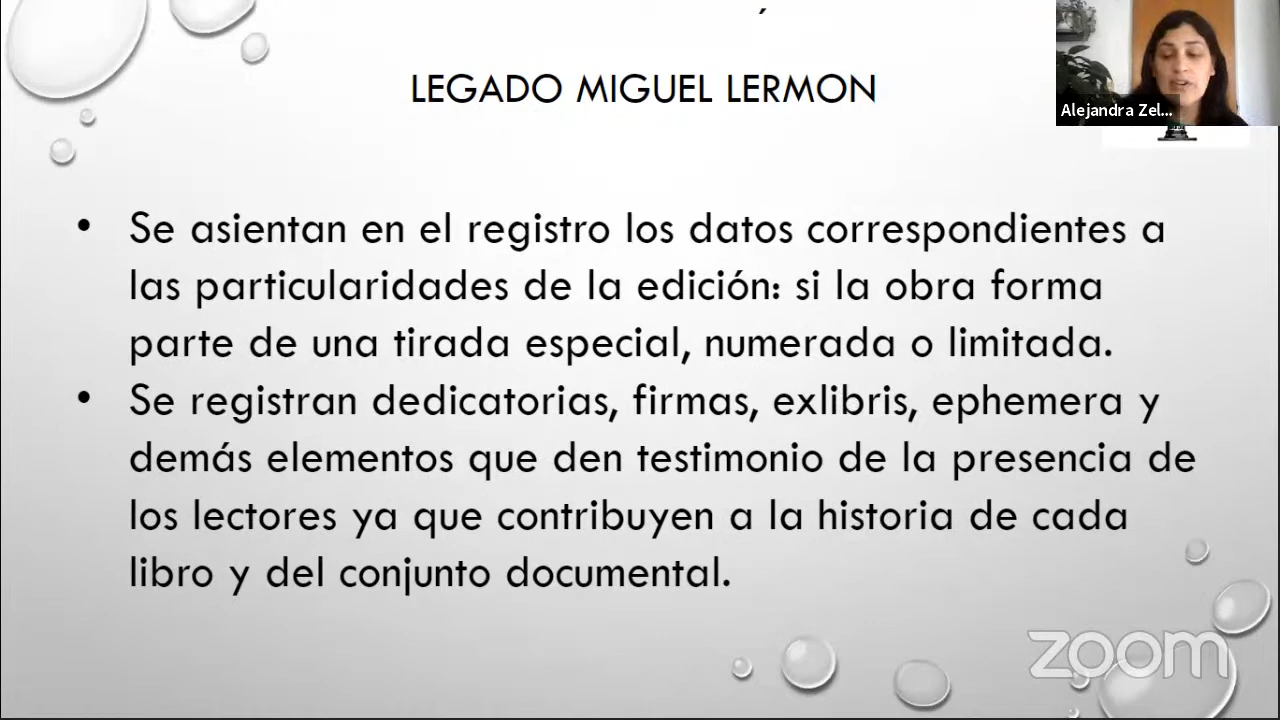 LEGADO MIGUEL LERMON
Alejandra Zel...
• Se asientan en el registro los datos correspondientes a
las particularidades de la edición: si la obra forma
parte de una tirada especial, numerada o limitada.
• Se registran dedicatorias, firmas, exlibris, ephemera y
demás elementos que den testimonio de la presencia de
los lectores ya que contribuyen a la historia de cada
libro y del conjunto documental.
zoom